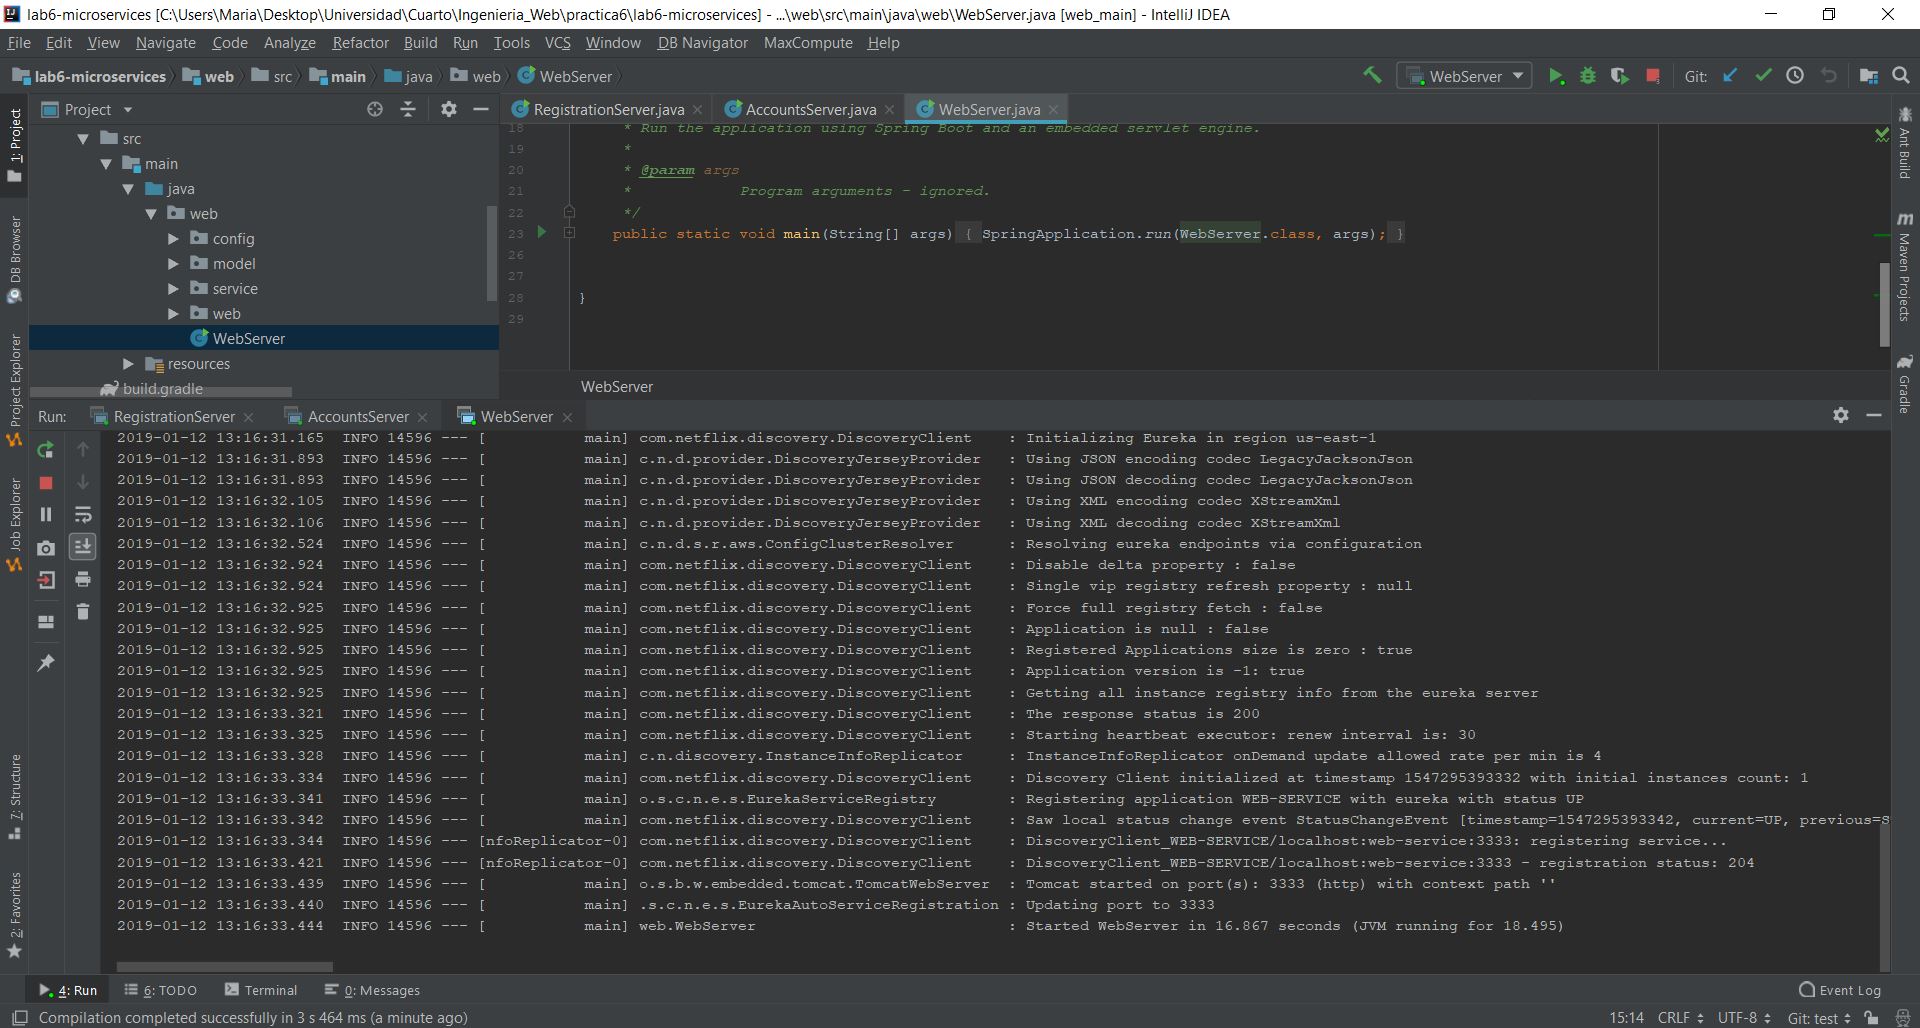 lab6-microservices [C:\Users\Maria\Desktop\Universidad\Cuarto\Ingenieria_Web\practica6\lab6-microservices] - ...\web\src\main\java\web\WebServer.java [web_main] - IntelliJ IDEA
File Edit View Navigate Code Analyze Refactor Build Run Tools VCS Window DB Navigator MaxCompute Help
lab6-microservices web src main java web WebServer
WebServer Git:
Project
RegistrationServer.java AccountsServer.java WebServer.java
src
main
java
web
config
model
service
web
WebServer
resources
build.gradle
18 * Run the application using Spring Boot and an embedded servlet engine.
19 *
20 * @param args
21 * Program arguments - ignored.
22 */
23 public static void main(String[] args) { SpringApplication.run(WebServer.class, args); }
26
27
28 }
29
WebServer
1: Project
DB Browser
Project Explorer
Job Explorer
7: Structure
2: Favorites
Ant Build
Maven Projects
Gradle
Run: RegistrationServer AccountsServer WebServer
2019-01-12 13:16:31.165 INFO 14596 --- [ main] com.netflix.discovery.DiscoveryClient : Initializing Eureka in region us-east-1
2019-01-12 13:16:31.893 INFO 14596 --- [ main] c.n.d.provider.DiscoveryJerseyProvider : Using JSON encoding codec LegacyJacksonJson
2019-01-12 13:16:31.893 INFO 14596 --- [ main] c.n.d.provider.DiscoveryJerseyProvider : Using JSON decoding codec LegacyJacksonJson
2019-01-12 13:16:32.105 INFO 14596 --- [ main] c.n.d.provider.DiscoveryJerseyProvider : Using XML encoding codec XStreamXml
2019-01-12 13:16:32.106 INFO 14596 --- [ main] c.n.d.provider.DiscoveryJerseyProvider : Using XML decoding codec XStreamXml
2019-01-12 13:16:32.524 INFO 14596 --- [ main] c.n.d.s.r.aws.ConfigClusterResolver : Resolving eureka endpoints via configuration
2019-01-12 13:16:32.924 INFO 14596 --- [ main] com.netflix.discovery.DiscoveryClient : Disable delta property : false
2019-01-12 13:16:32.924 INFO 14596 --- [ main] com.netflix.discovery.DiscoveryClient : Single vip registry refresh property : null
2019-01-12 13:16:32.925 INFO 14596 --- [ main] com.netflix.discovery.DiscoveryClient : Force full registry fetch : false
2019-01-12 13:16:32.925 INFO 14596 --- [ main] com.netflix.discovery.DiscoveryClient : Application is null : false
2019-01-12 13:16:32.925 INFO 14596 --- [ main] com.netflix.discovery.DiscoveryClient : Registered Applications size is zero : true
2019-01-12 13:16:32.925 INFO 14596 --- [ main] com.netflix.discovery.DiscoveryClient : Application version is -1: true
2019-01-12 13:16:32.925 INFO 14596 --- [ main] com.netflix.discovery.DiscoveryClient : Getting all instance registry info from the eureka server
2019-01-12 13:16:33.321 INFO 14596 --- [ main] com.netflix.discovery.DiscoveryClient : The response status is 200
2019-01-12 13:16:33.325 INFO 14596 --- [ main] com.netflix.discovery.DiscoveryClient : Starting heartbeat executor: renew interval is: 30
2019-01-12 13:16:33.328 INFO 14596 --- [ main] c.n.discovery.InstanceInfoReplicator : InstanceInfoReplicator onDemand update allowed rate per min is 4
2019-01-12 13:16:33.334 INFO 14596 --- [ main] com.netflix.discovery.DiscoveryClient : Discovery Client initialized at timestamp 1547295393332 with initial instances count: 1
2019-01-12 13:16:33.341 INFO 14596 --- [ main] o.s.c.n.e.s.EurekaServiceRegistry : Registering application WEB-SERVICE with eureka with status UP
2019-01-12 13:16:33.342 INFO 14596 --- [ main] com.netflix.discovery.DiscoveryClient : Saw local status change event StatusChangeEvent [timestamp=1547295393342, current=UP, previous=S
2019-01-12 13:16:33.344 INFO 14596 --- [nfoReplicator-0] com.netflix.discovery.DiscoveryClient : DiscoveryClient_WEB-SERVICE/localhost:web-service:3333: registering service...
2019-01-12 13:16:33.421 INFO 14596 --- [nfoReplicator-0] com.netflix.discovery.DiscoveryClient : DiscoveryClient_WEB-SERVICE/localhost:web-service:3333 - registration status: 204
2019-01-12 13:16:33.439 INFO 14596 --- [ main] o.s.b.w.embedded.tomcat.TomcatWebServer : Tomcat started on port(s): 3333 (http) with context path ''
2019-01-12 13:16:33.440 INFO 14596 --- [ main] .s.c.n.e.s.EurekaAutoServiceRegistration : Updating port to 3333
2019-01-12 13:16:33.444 INFO 14596 --- [ main] web.WebServer : Started WebServer in 16.867 seconds (JVM running for 18.495)
4: Run 6: TODO Terminal 0: Messages Event Log
Compilation completed successfully in 3 s 464 ms (a minute ago) 15:14 CRLF UTF-8 Git: test